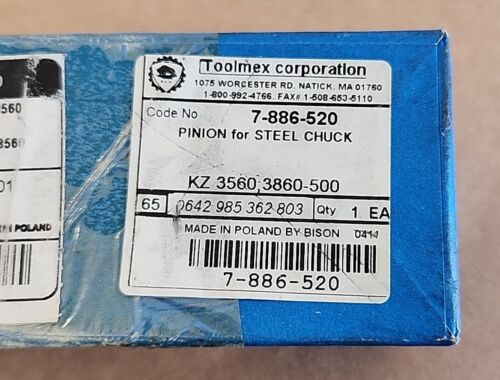 Toolmex corporation
1075 WORCESTER RD. NATICK. MA 01760
1-800-992-4766. FAX# 1-508-653-5110
Code No 7-886-520
PINION for STEEL CHUCK
KZ 3560;3860-500
65 0642 985 362 803 Qty 1 EA
MADE IN POLAND BY BISON 0414
7-886-520
3560
01
POLAND